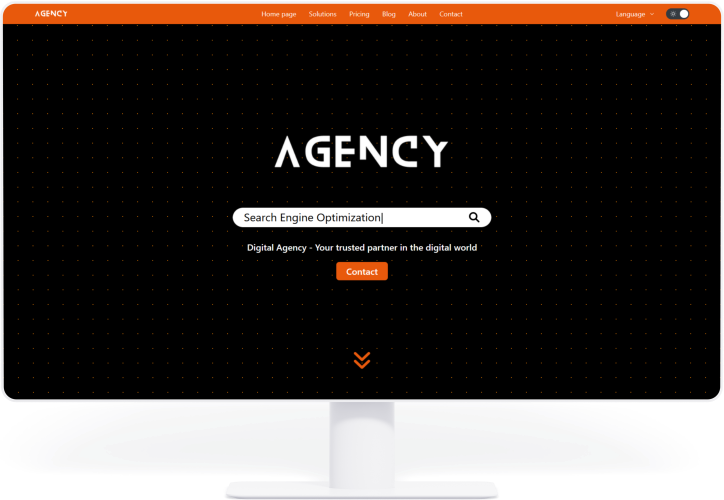 AGENCY
Home page Solutions Pricing Blog About Contact
Language
AGENCY
Search Engine Optimization
Digital Agency - Your trusted partner in the digital world
Contact